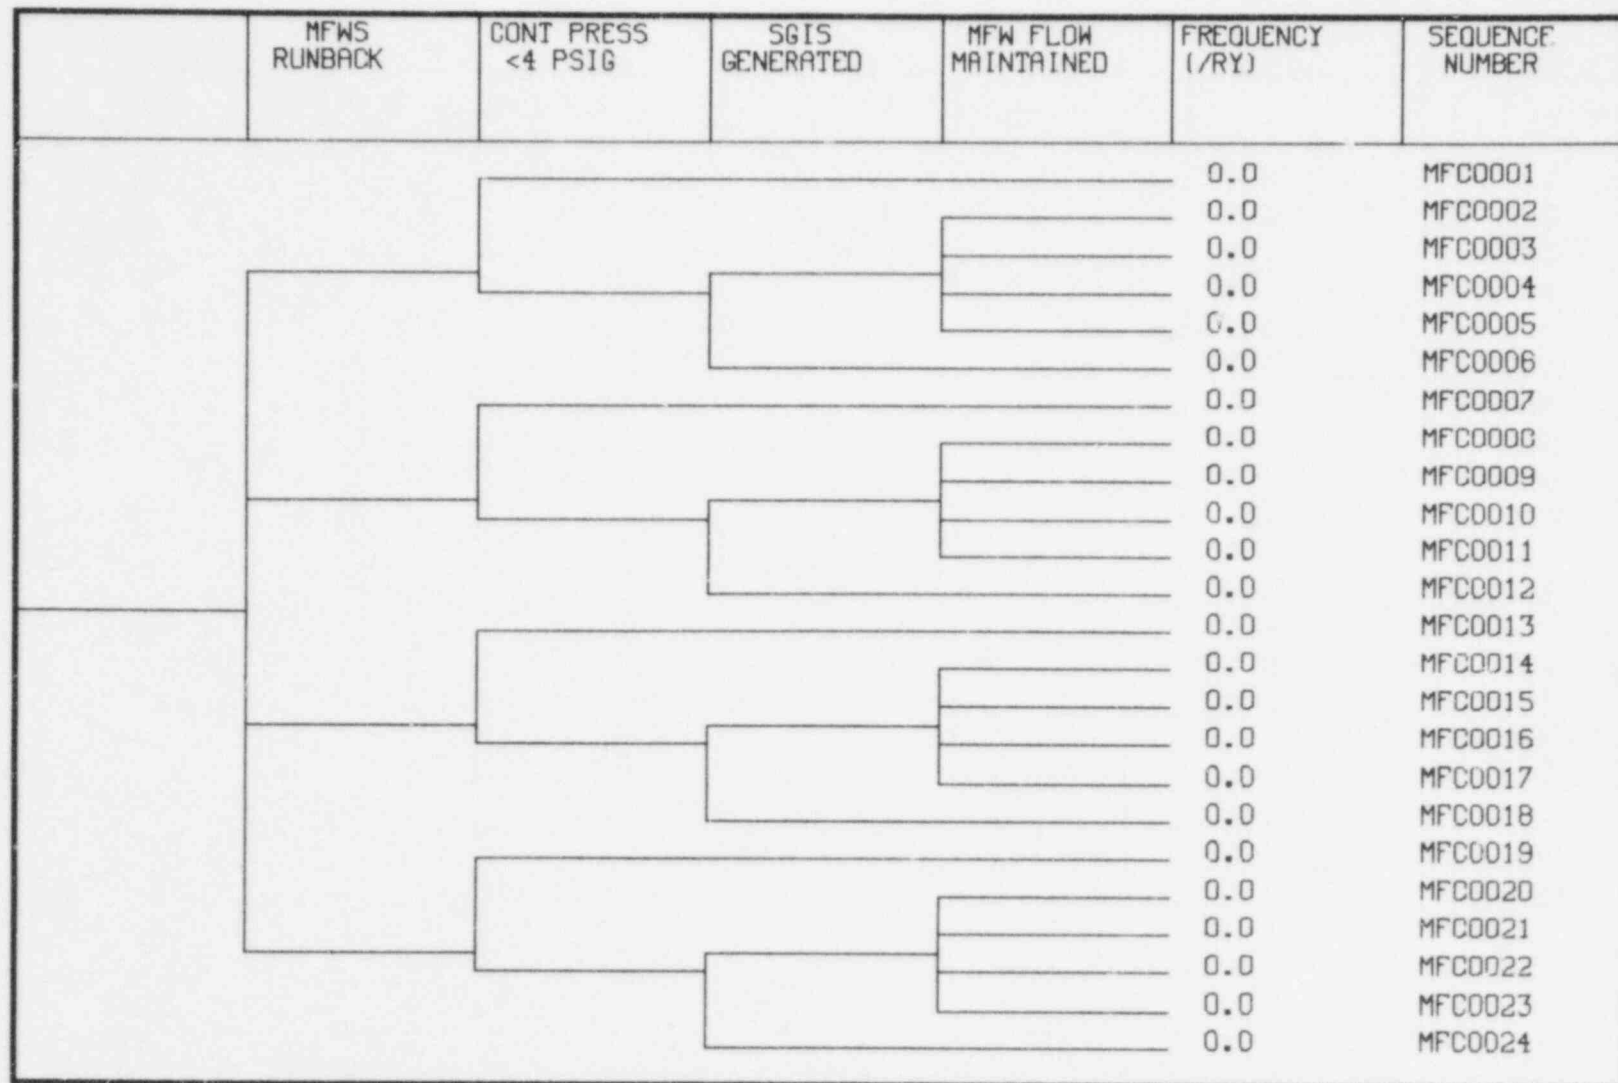 MFWS RUNBACK
CONT PRESS <4 PSIG
SGIS GENERATED
MFW FLOW MAINTAINED
FREQUENCY (/RY)
SEQUENCE NUMBER
0.0 MFC0001
0.0 MFC0002
0.0 MFC0003
0.0 MFC0004
0.0 MFC0005
0.0 MFC0006
0.0 MFC0007
0.0 MFC000C
0.0 MFC0009
0.0 MFC0010
0.0 MFC0011
0.0 MFC0012
0.0 MFC0013
0.0 MFC0014
0.0 MFC0015
0.0 MFC0016
0.0 MFC0017
0.0 MFC0018
0.0 MFC0019
0.0 MFC0020
0.0 MFC0021
0.0 MFC0022
0.0 MFC0023
0.0 MFC0024